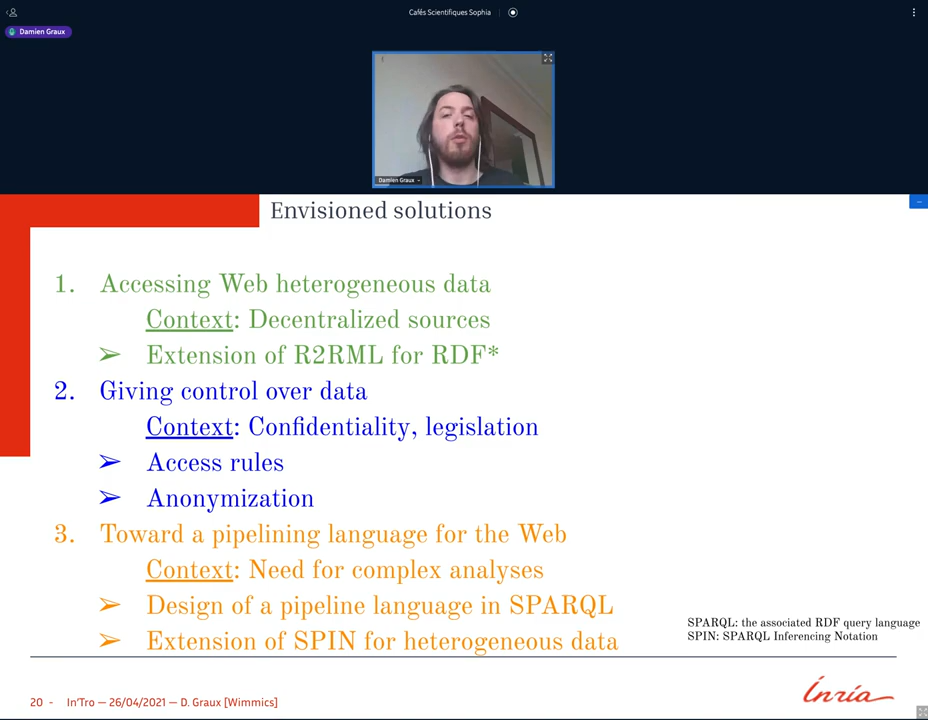 Cafés Scientifiques Sophia
Damien Graux
Damien Graux
Envisioned solutions
1. Accessing Web heterogeneous data
Context: Decentralized sources
➢ Extension of R2RML for RDF*
2. Giving control over data
Context: Confidentiality, legislation
➢ Access rules
➢ Anonymization
3. Toward a pipelining language for the Web
Context: Need for complex analyses
➢ Design of a pipeline language in SPARQL
➢ Extension of SPIN for heterogeneous data
SPARQL: the associated RDF query language
SPIN: SPARQL Inferencing Notation
20 - In'Tro — 26/04/2021 — D. Graux [Wimmics]
Inria